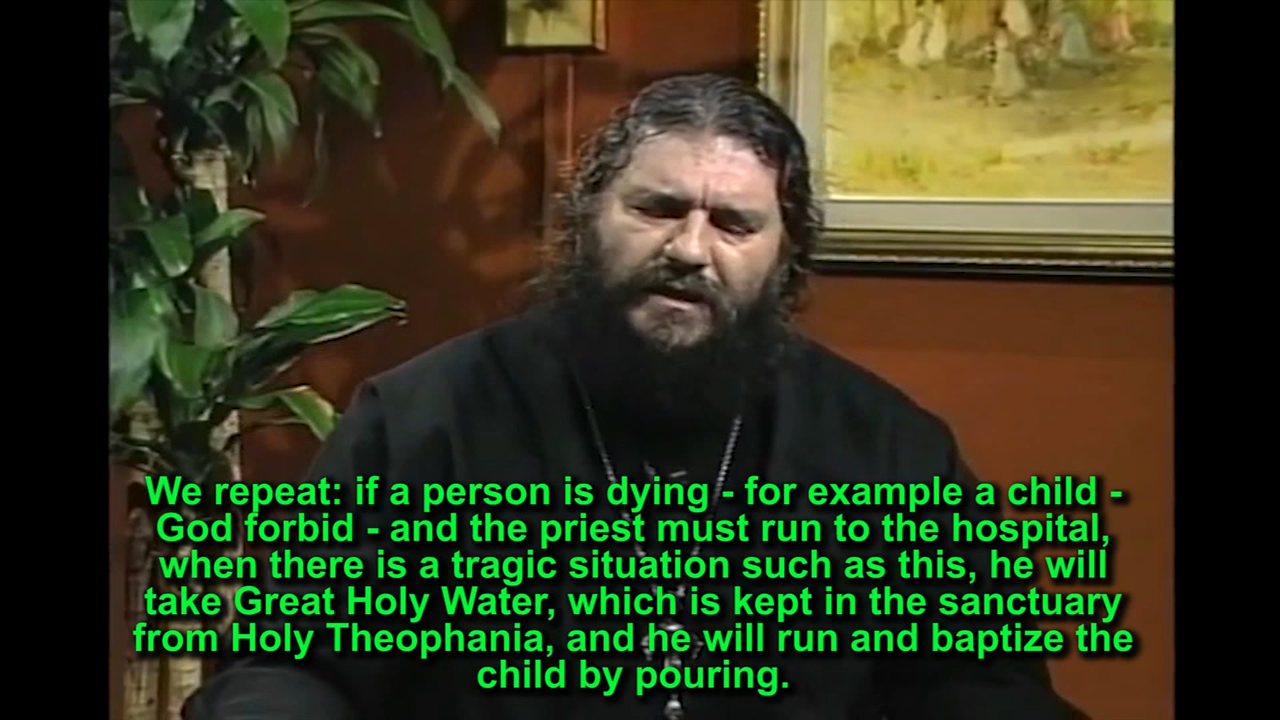 We repeat: if a person is dying - for example a child -
God forbid - and the priest must run to the hospital,
when there is a tragic situation such as this, he will
take Great Holy Water, which is kept in the sanctuary
from Holy Theophania, and he will run and baptize the
child by pouring.